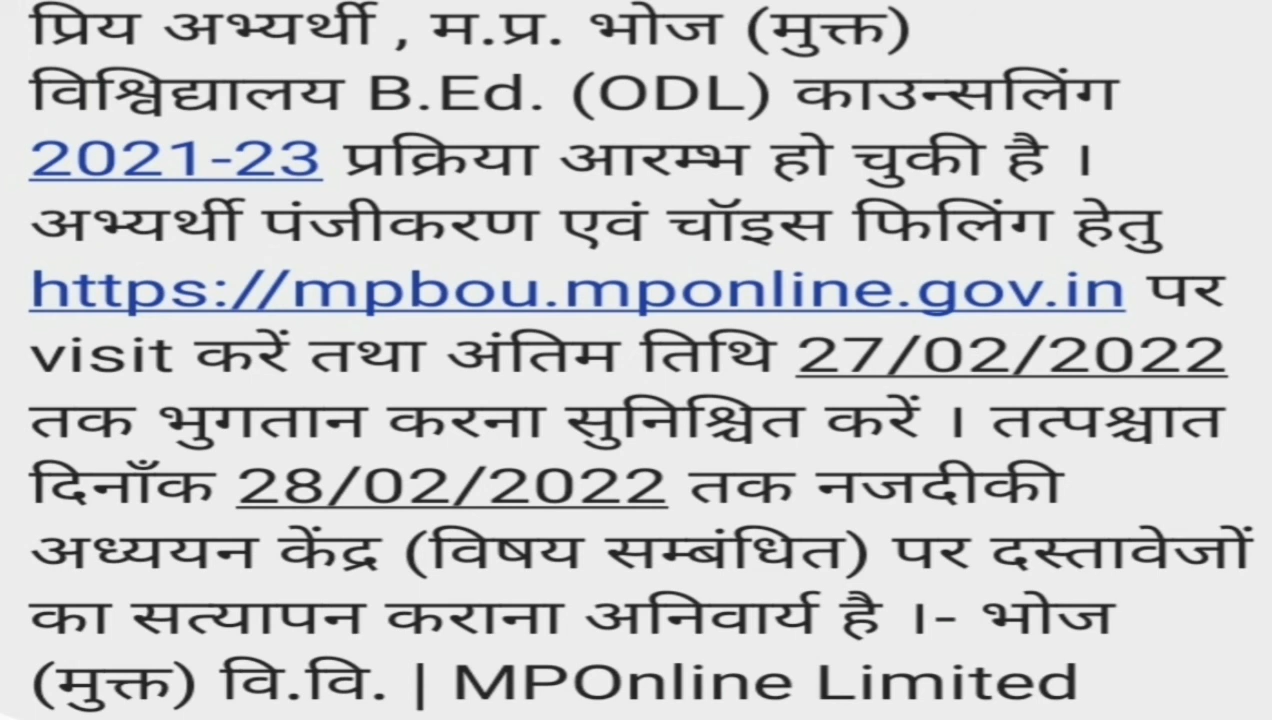 प्रिय अभ्यर्थी , म.प्र. भोज (मुक्त)
विश्विद्यालय B.Ed. (ODL) काउन्सलिंग
2021-23 प्रक्रिया आरम्भ हो चुकी है ।
अभ्यर्थी पंजीकरण एवं चॉइस फिलिंग हेतु
https://mpbou.mponline.gov.in पर
visit करें तथा अंतिम तिथि 27/02/2022
तक भुगतान करना सुनिश्चित करें । तत्पश्चात
दिनाँक 28/02/2022 तक नजदीकी
अध्ययन केंद्र (विषय सम्बंधित) पर दस्तावेजों
का सत्यापन कराना अनिवार्य है ।- भोज
(मुक्त) वि.वि. | MPOnline Limited